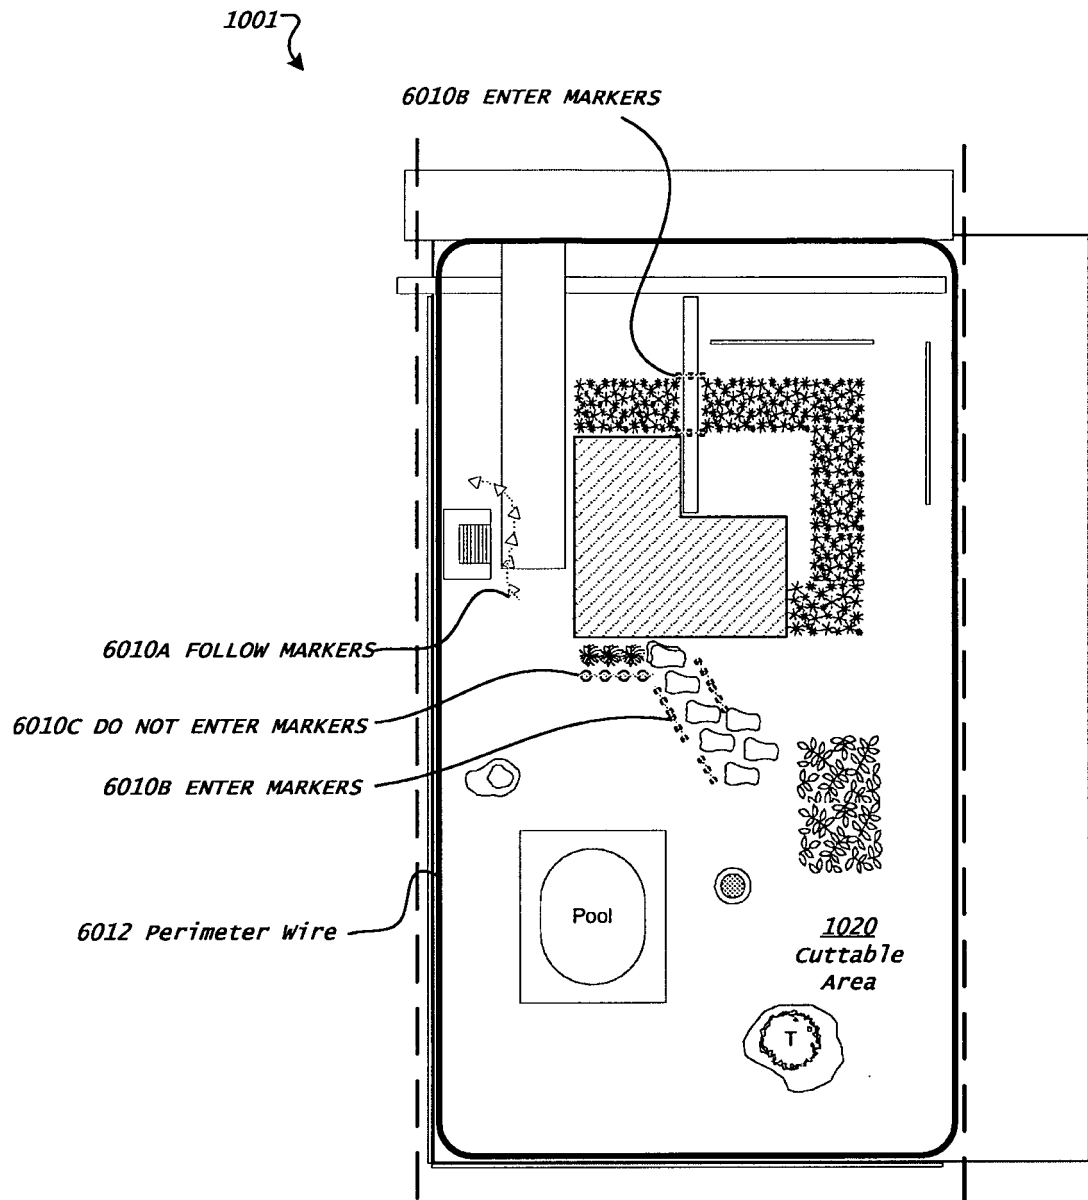 1001
6010B ENTER MARKERS
6010A FOLLOW MARKERS
6010C DO NOT ENTER MARKERS
6010B ENTER MARKERS
Pool
6012 Perimeter Wire
1020
Cuttable
Area
T